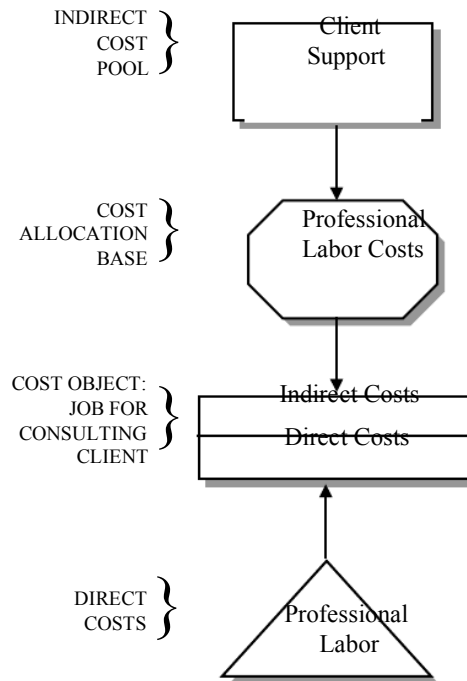 INDIRECT
COST
POOL
}
Client
Support
COST
ALLOCATION
BASE
}
Professional
Labor Costs
COST OBJECT:
JOB FOR
CONSULTING
CLIENT
}
Indirect Costs
Direct Costs
DIRECT
COSTS
}
Professional
Labor